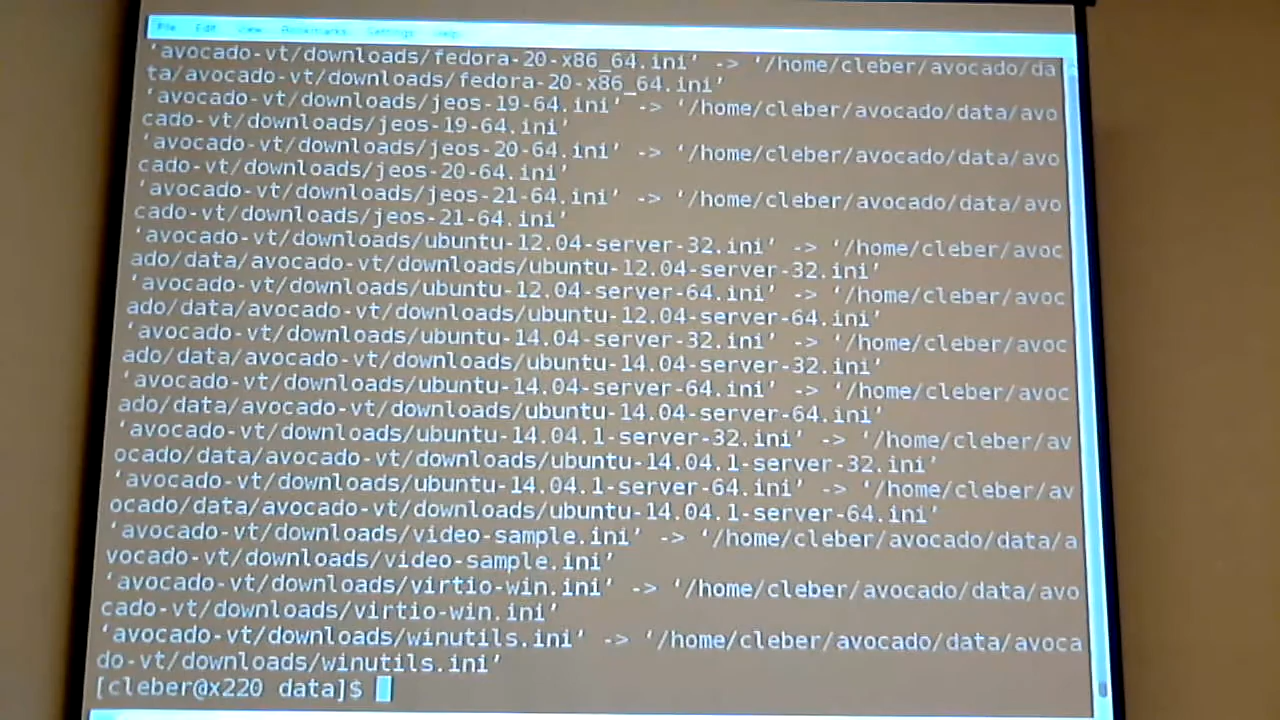 File Edit View Bookmarks Settings Help
‘avocado-vt/downloads/fedora-20-x86_64.ini’ -> ‘/home/cleber/avocado/da
ta/avocado-vt/downloads/fedora-20-x86_64.ini’
‘avocado-vt/downloads/jeos-19-64.ini’ -> ‘/home/cleber/avocado/data/avo
cado-vt/downloads/jeos-19-64.ini’
‘avocado-vt/downloads/jeos-20-64.ini’ -> ‘/home/cleber/avocado/data/avo
cado-vt/downloads/jeos-20-64.ini’
‘avocado-vt/downloads/jeos-21-64.ini’ -> ‘/home/cleber/avocado/data/avo
cado-vt/downloads/jeos-21-64.ini’
‘avocado-vt/downloads/ubuntu-12.04-server-32.ini’ -> ‘/home/cleber/avoc
ado/data/avocado-vt/downloads/ubuntu-12.04-server-32.ini’
‘avocado-vt/downloads/ubuntu-12.04-server-64.ini’ -> ‘/home/cleber/avoc
ado/data/avocado-vt/downloads/ubuntu-12.04-server-64.ini’
‘avocado-vt/downloads/ubuntu-14.04-server-32.ini’ -> ‘/home/cleber/avoc
ado/data/avocado-vt/downloads/ubuntu-14.04-server-32.ini’
‘avocado-vt/downloads/ubuntu-14.04-server-64.ini’ -> ‘/home/cleber/avoc
ado/data/avocado-vt/downloads/ubuntu-14.04-server-64.ini’
‘avocado-vt/downloads/ubuntu-14.04.1-server-32.ini’ -> ‘/home/cleber/av
ocado/data/avocado-vt/downloads/ubuntu-14.04.1-server-32.ini’
‘avocado-vt/downloads/ubuntu-14.04.1-server-64.ini’ -> ‘/home/cleber/av
ocado/data/avocado-vt/downloads/ubuntu-14.04.1-server-64.ini’
‘avocado-vt/downloads/video-sample.ini’ -> ‘/home/cleber/avocado/data/a
vocado-vt/downloads/video-sample.ini’
‘avocado-vt/downloads/virtio-win.ini’ -> ‘/home/cleber/avocado/data/avo
cado-vt/downloads/virtio-win.ini’
‘avocado-vt/downloads/winutils.ini’ -> ‘/home/cleber/avocado/data/avoca
do-vt/downloads/winutils.ini’
[cleber@x220 data]$